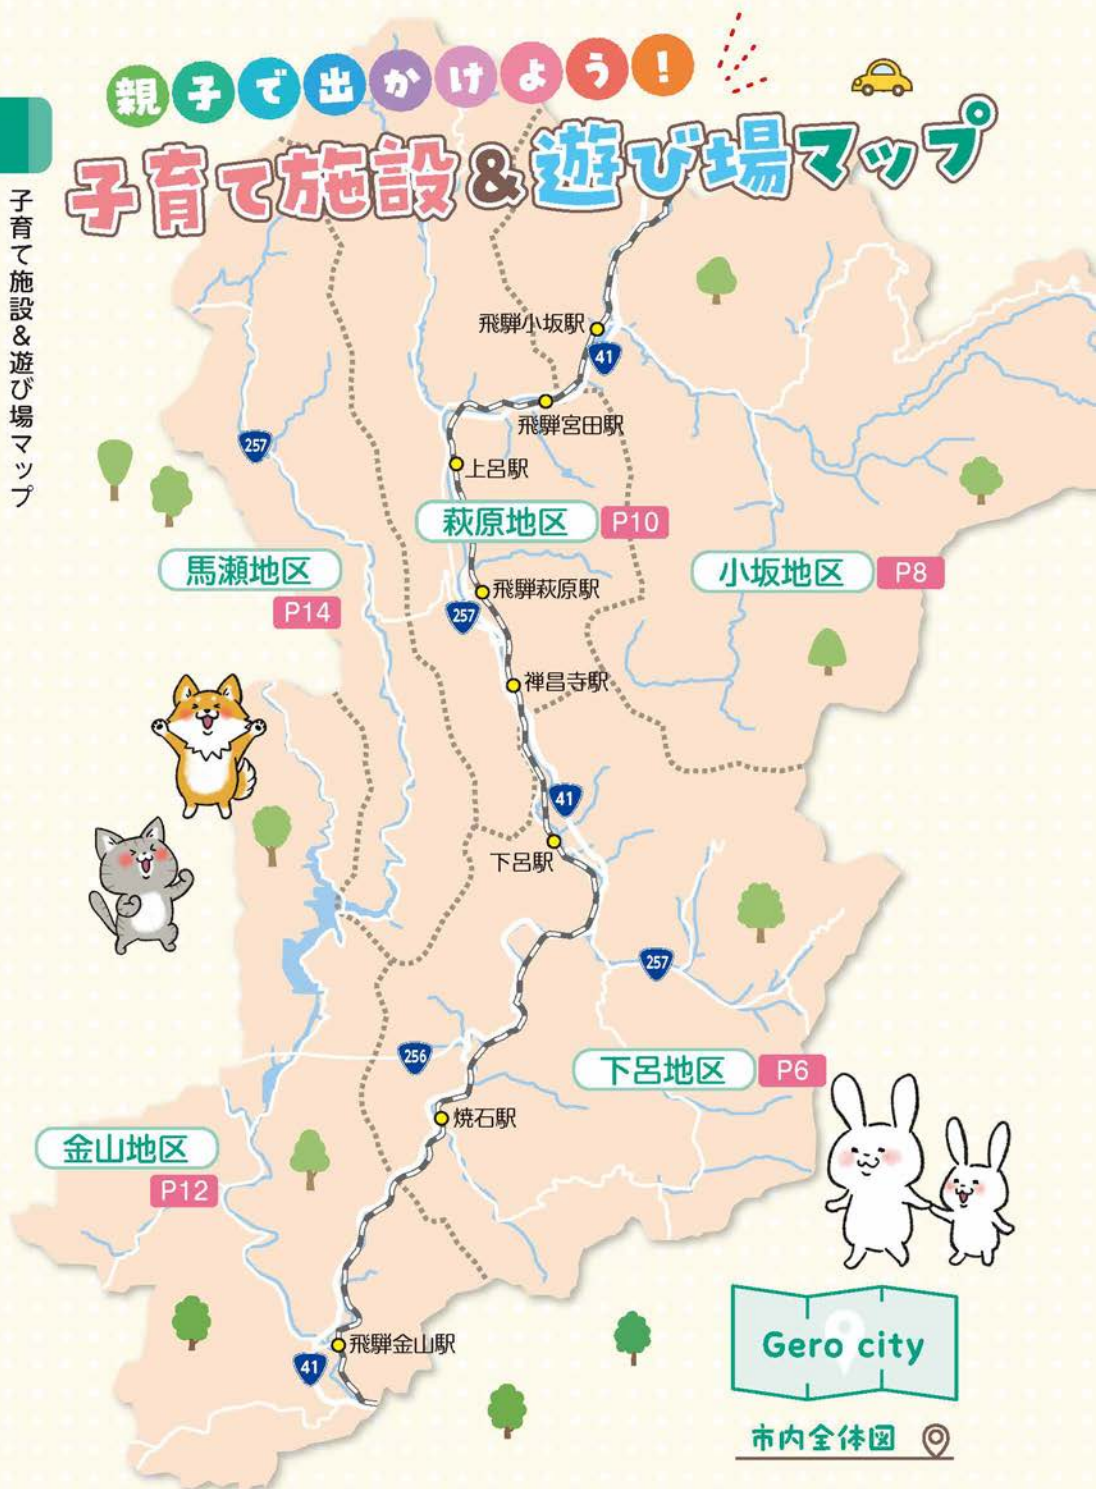 親子で出かけよう!
子育て施設&遊び場マップ
子育て施設&遊び場マップ
飛騨小坂駅
41
飛騨宮田駅
257
上呂駅
萩原地区 P10
馬瀬地区
P14
小坂地区 P8
飛騨萩原駅
257
禅昌寺駅
41
下呂駅
257
256
下呂地区 P6
焼石駅
金山地区
P12
飛騨金山駅
41
Gero city
市内全体図